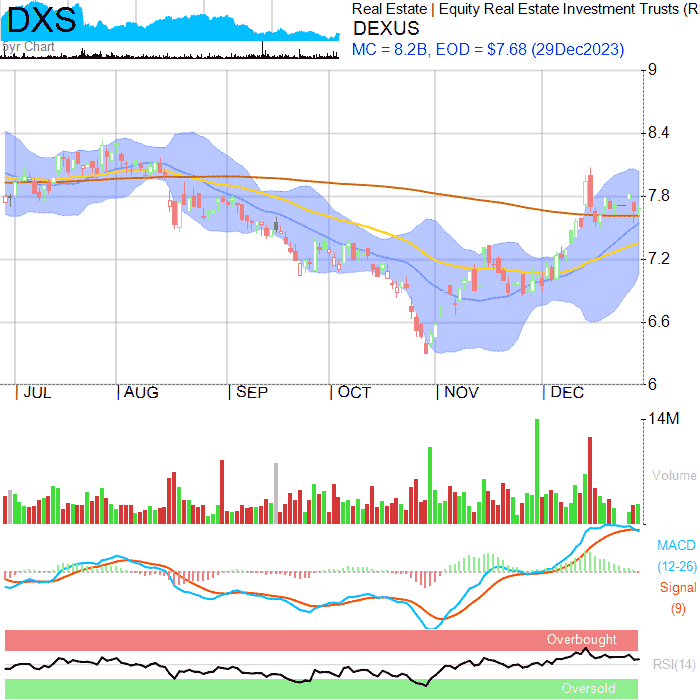 DXS
5yr Chart
Real Estate | Equity Real Estate Investment Trusts (R
DEXUS
MC = 8.2B, EOD = $7.68 (29Dec2023)
9
8.4
7.8
7.2
6.6
6
JUL AUG SEP OCT NOV DEC
14M
Volume
MACD
(12-26)
Signal
(9)
Overbought
RSI(14)
Oversold